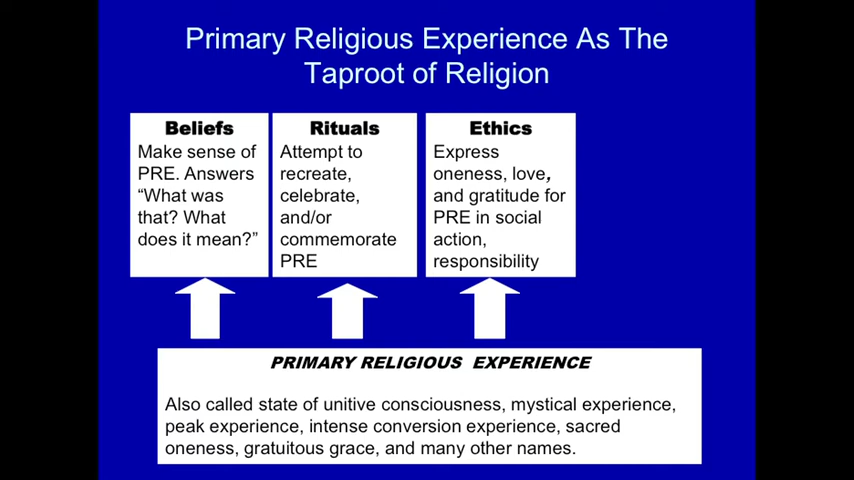 Primary Religious Experience As The
Taproot of Religion
Beliefs
Make sense of
PRE. Answers
“What was
that? What
does it mean?”
Rituals
Attempt to
recreate,
celebrate,
and/or
commemorate
PRE
Ethics
Express
oneness, love,
and gratitude for
PRE in social
action,
responsibility
PRIMARY RELIGIOUS EXPERIENCE
Also called state of unitive consciousness, mystical experience,
peak experience, intense conversion experience, sacred
oneness, gratuitous grace, and many other names.